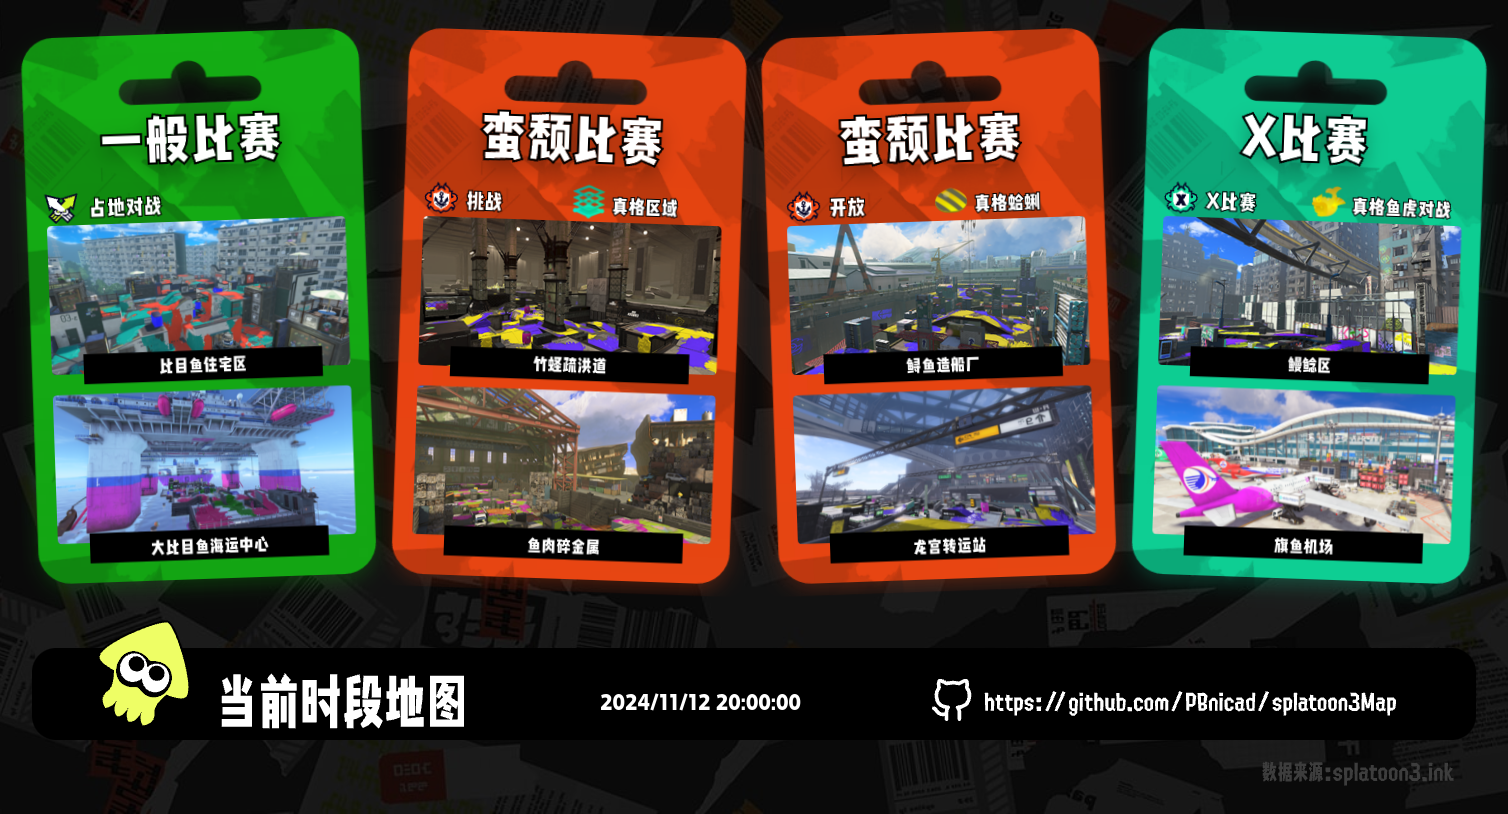 一般比赛
占地对战
比目鱼住宅区
大比目鱼海运中心
蛮颓比赛
挑战
真格区域
竹蛏疏洪道
鱼肉碎金属
蛮颓比赛
开放
真格蛤蜊
鲟鱼造船厂
龙宫转运站
X比赛
X比赛
真格鱼虎对战
鳗鲶区
旗鱼机场
当前时段地图
2024/11/12 20:00:00
https://github.com/PBnicad/splatoon3Map
数据来源:splatoon3.ink